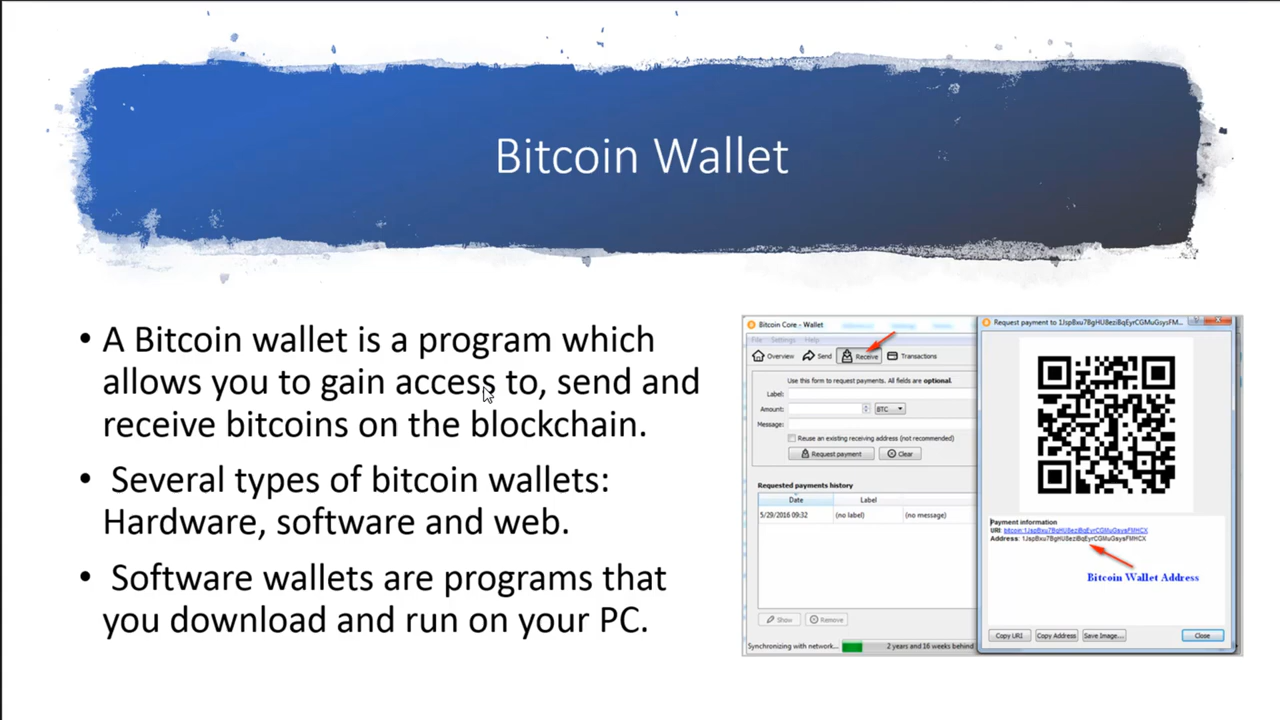 Bitcoin Wallet
• A Bitcoin wallet is a program which
allows you to gain access to, send and
receive bitcoins on the blockchain.
• Several types of bitcoin wallets:
Hardware, software and web.
• Software wallets are programs that
you download and run on your PC.
Bitcoin Core - Wallet
File Settings Help
Overview Send Receive Transactions
Use this form to request payments. All fields are optional.
Label:
Amount: BTC
Message:
Reuse an existing receiving address (not recommended)
Request payment Clear
Requested payments history
Date Label
5/29/2016 09:32 (no label) (no message)
Show Remove
Synchronizing with network... 2 years and 16 weeks behind
Payment information
URI:
Address:
Bitcoin Wallet Address
Copy URI Copy Address Save Image... Close